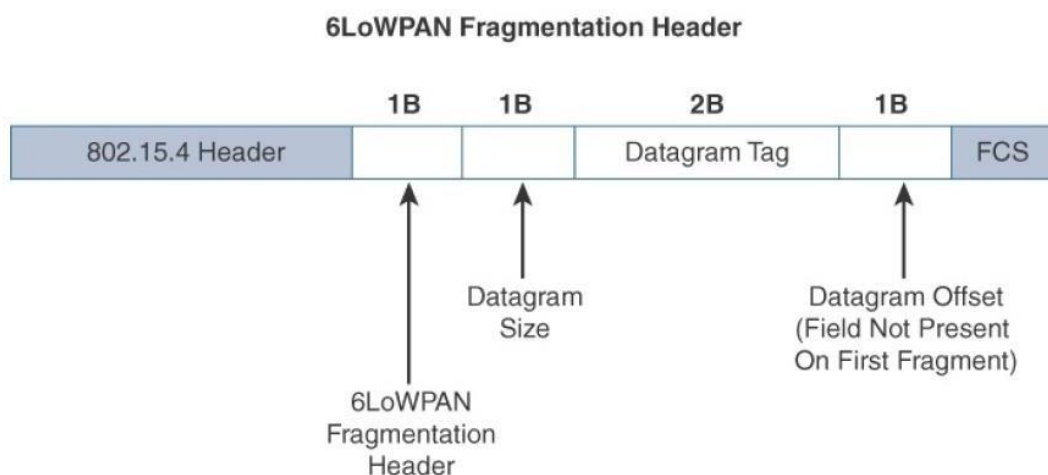 6LoWPAN Fragmentation Header
1B 1B 2B 1B
802.15.4 Header Datagram Tag FCS
Datagram
Size
Datagram Offset
(Field Not Present
On First Fragment)
6LoWPAN
Fragmentation
Header